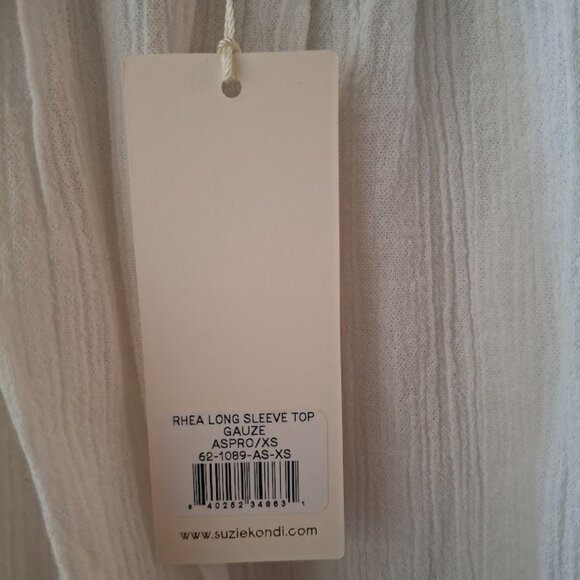 RHEA LONG SLEEVE TOP
GAUZE
ASPRO/XS
62-1089-AS-XS
8 40252 34863 1
www.suziekondi.com